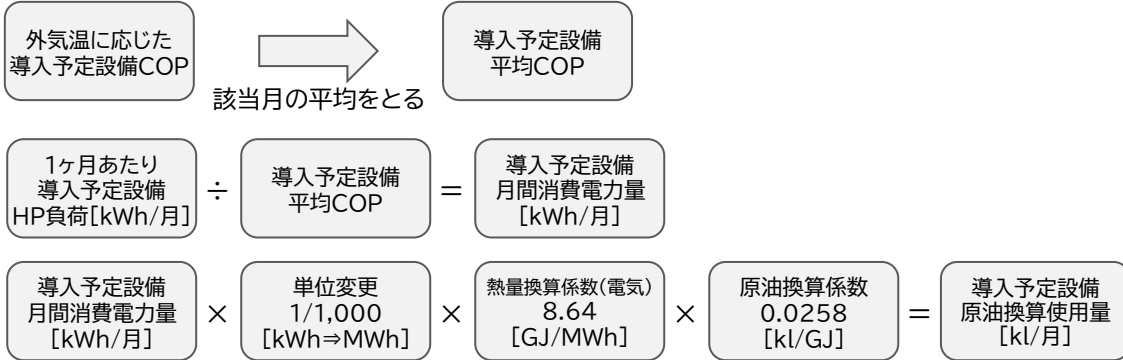 外気温に応じた
導入予定設備COP
該当月の平均をとる
導入予定設備
平均COP
1ヶ月あたり
導入予定設備
HP負荷[kWh/月]
÷
導入予定設備
平均COP
=
導入予定設備
月間消費電力量
[kWh/月]
導入予定設備
月間消費電力量
[kWh/月]
×
単位変更
1/1,000
[kWh⇒MWh]
×
熱量換算係数(電気)
8.64
[GJ/MWh]
×
原油換算係数
0.0258
[kl/GJ]
=
導入予定設備
原油換算使用量
[kl/月]